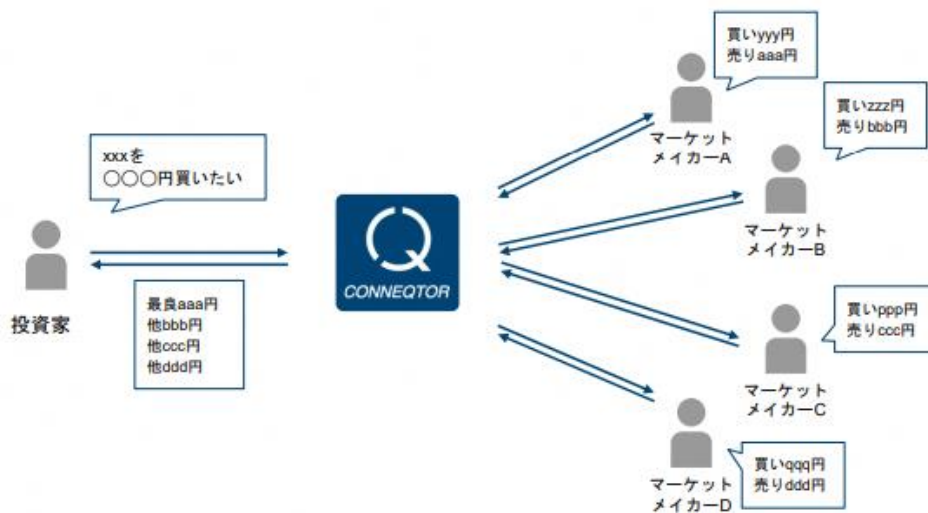 買いyyy円
売りaaa円
マーケット
メイカーA
買いzzz円
売りbbb円
マーケット
メイカーB
xxxを
〇〇〇円買いたい
投資家
最良aaa円
他bbb円
他ccc円
他ddd円
CONNEQTOR
買いppp円
売りccc円
マーケット
メイカーC
マーケット
メイカーD
買いqqq円
売りddd円